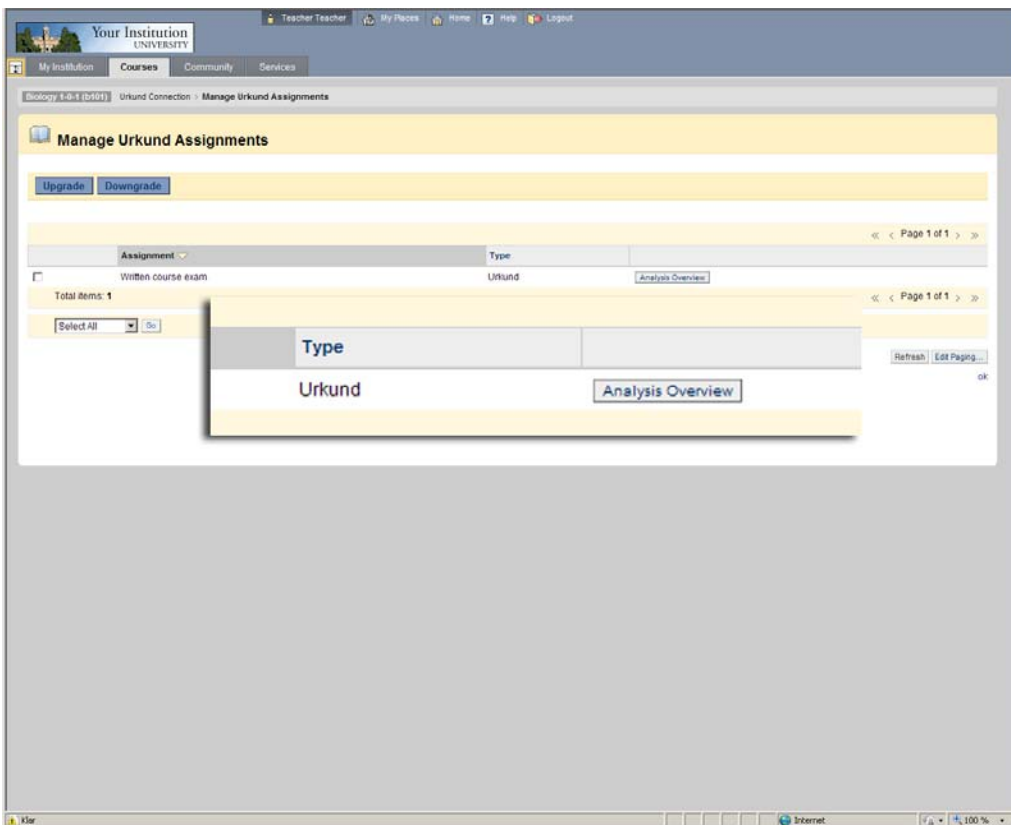 Teacher Teacher My Places Home ? Help Logout
Your Institution
UNIVERSITY
My Institution Courses Community Services
Biology 1-0-1 (b101) Urkund Connection > Manage Urkund Assignments
Manage Urkund Assignments
Upgrade Downgrade
<< < Page 1 of 1 > >>
Assignment Type
Written course exam Urkund Analysis Overview
Total items: 1 << < Page 1 of 1 > >>
Select All Go
Type
Urkund Analysis Overview
Refresh Edit Paging...
ok
Klar Internet 100 %